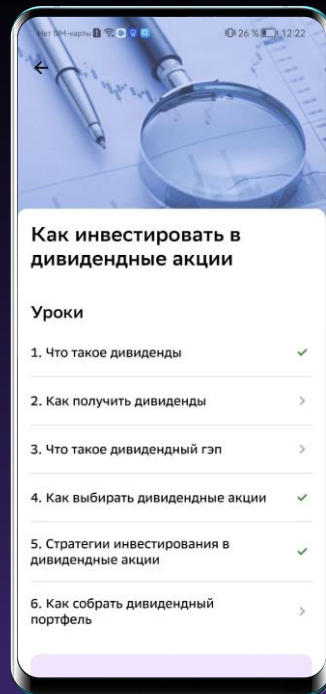 Нет SIM-карты
26 % 12:22
Как инвестировать в
дивидендные акции
Уроки
1. Что такое дивиденды
2. Как получить дивиденды
3. Что такое дивидендный гэп
4. Как выбирать дивидендные акции
5. Стратегии инвестирования в
дивидендные акции
6. Как собрать дивидендный
портфель